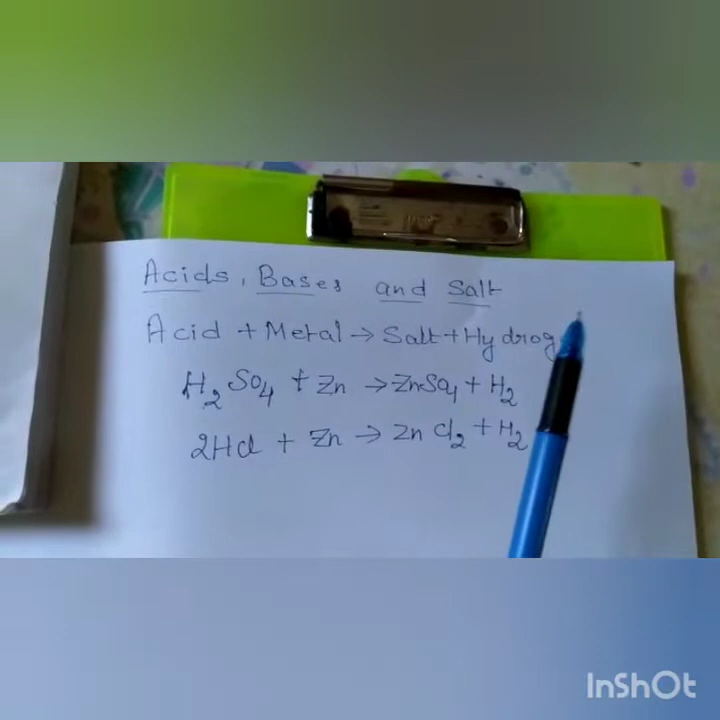 Acids, Bases and Salt
Acid + Metal → Salt + Hydrog
H₂SO₄ + Zn → ZnSO₄ + H₂
2HCl + Zn → ZnCl₂ + H₂
InShOt